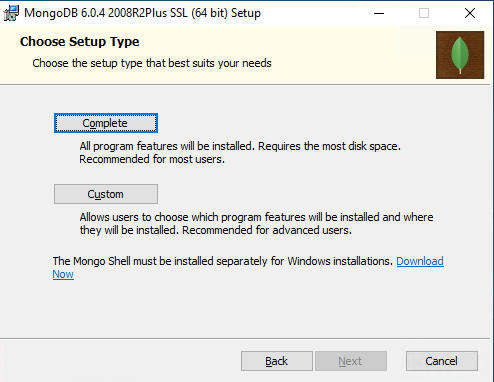 MongoDB 6.0.4 2008R2Plus SSL (64 bit) Setup
Choose Setup Type
Choose the setup type that best suits your needs
Complete
All program features will be installed. Requires the most disk space.
Recommended for most users.
Custom
Allows users to choose which program features will be installed and where
they will be installed. Recommended for advanced users.
The Mongo Shell must be installed separately for Windows installations. Download
Now
Back Next Cancel